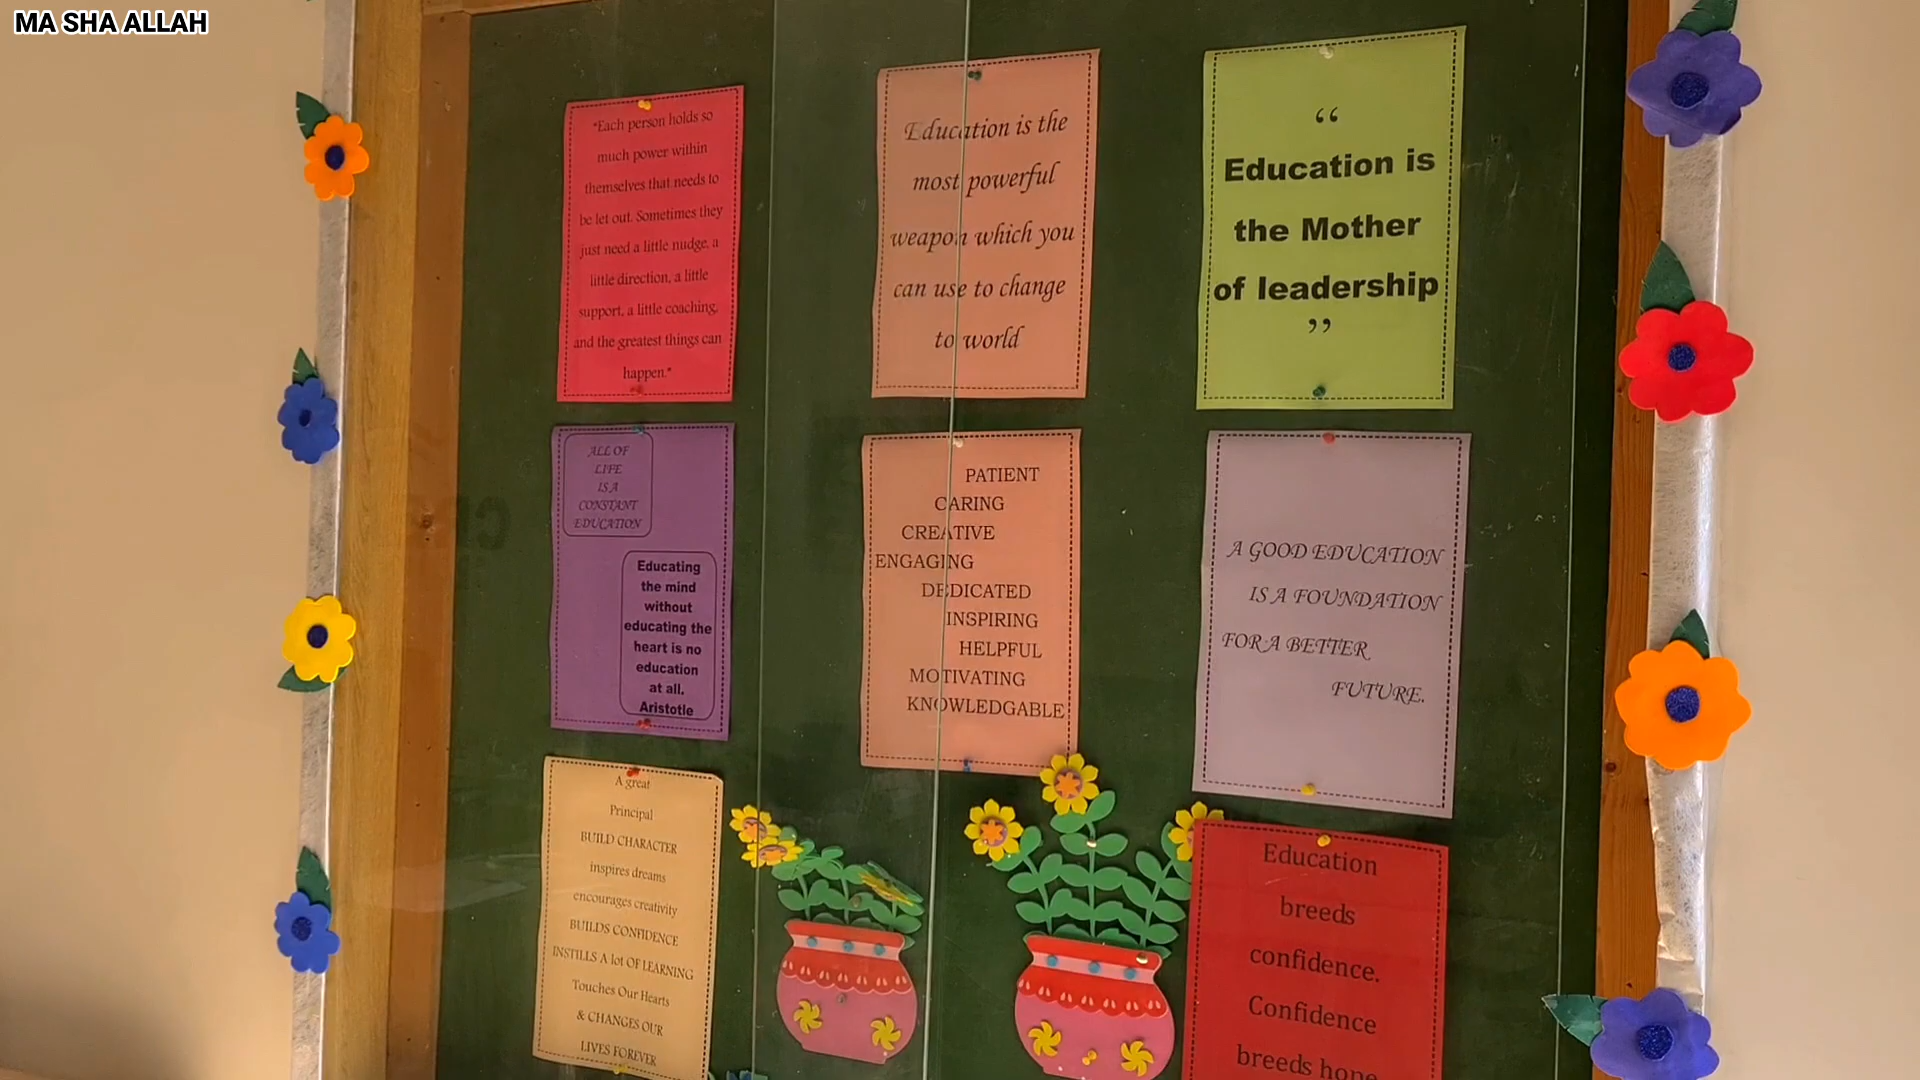 MA SHA ALLAH
"Each person holds so
much power within
themselves that needs to
be let out. Sometimes they
just need a little nudge, a
little direction, a little
support, a little coaching,
and the greatest things can
happen."
Education is the
most powerful
weapon which you
can use to change
to world
“
Education is
the Mother
of leadership
”
ALL OF
LIFE
IS A
CONSTANT
EDUCATION
Educating
the mind
without
educating the
heart is no
education
at all.
Aristotle
PATIENT
CARING
CREATIVE
ENGAGING
DEDICATED
INSPIRING
HELPFUL
MOTIVATING
KNOWLEDGABLE
A GOOD EDUCATION
IS A FOUNDATION
FOR A BETTER
FUTURE.
A great
Principal
BUILD CHARACTER
inspires dreams
encourages creativity
BUILDS CONFIDENCE
INSTILLS A lot OF LEARNING
Touches Our Hearts
& CHANGES OUR
LIVES FOREVER
Education
breeds
confidence.
Confidence
breeds hope